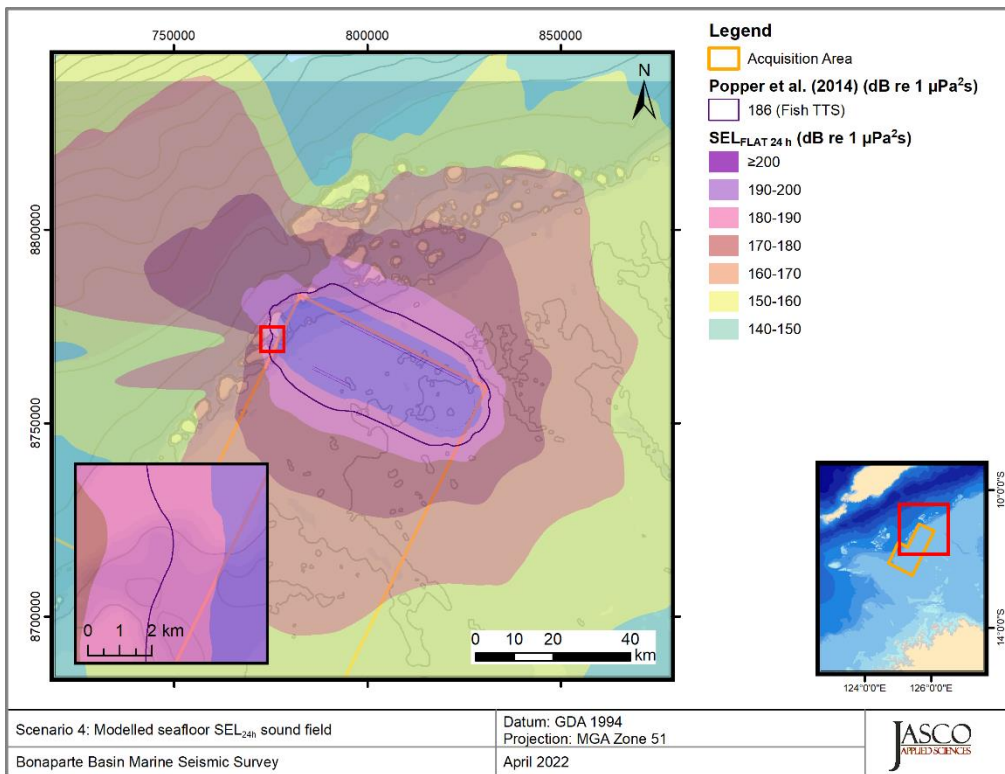 750000
800000
850000
8800000
8750000
8700000
N
0 1 2 km
0 10 20 40
km
Legend
Acquisition Area
Popper et al. (2014) (dB re 1 µPa²s)
186 (Fish TTS)
SEL_FLAT 24 h (dB re 1 µPa²s)
≥200
190-200
180-190
170-180
160-170
150-160
140-150
10°0'0"S
14°0'0"S
124°0'0"E 126°0'0"E
Scenario 4: Modelled seafloor SEL_24h sound field
Datum: GDA 1994
Projection: MGA Zone 51
Bonaparte Basin Marine Seismic Survey
April 2022
JASCO
APPLIED SCIENCES